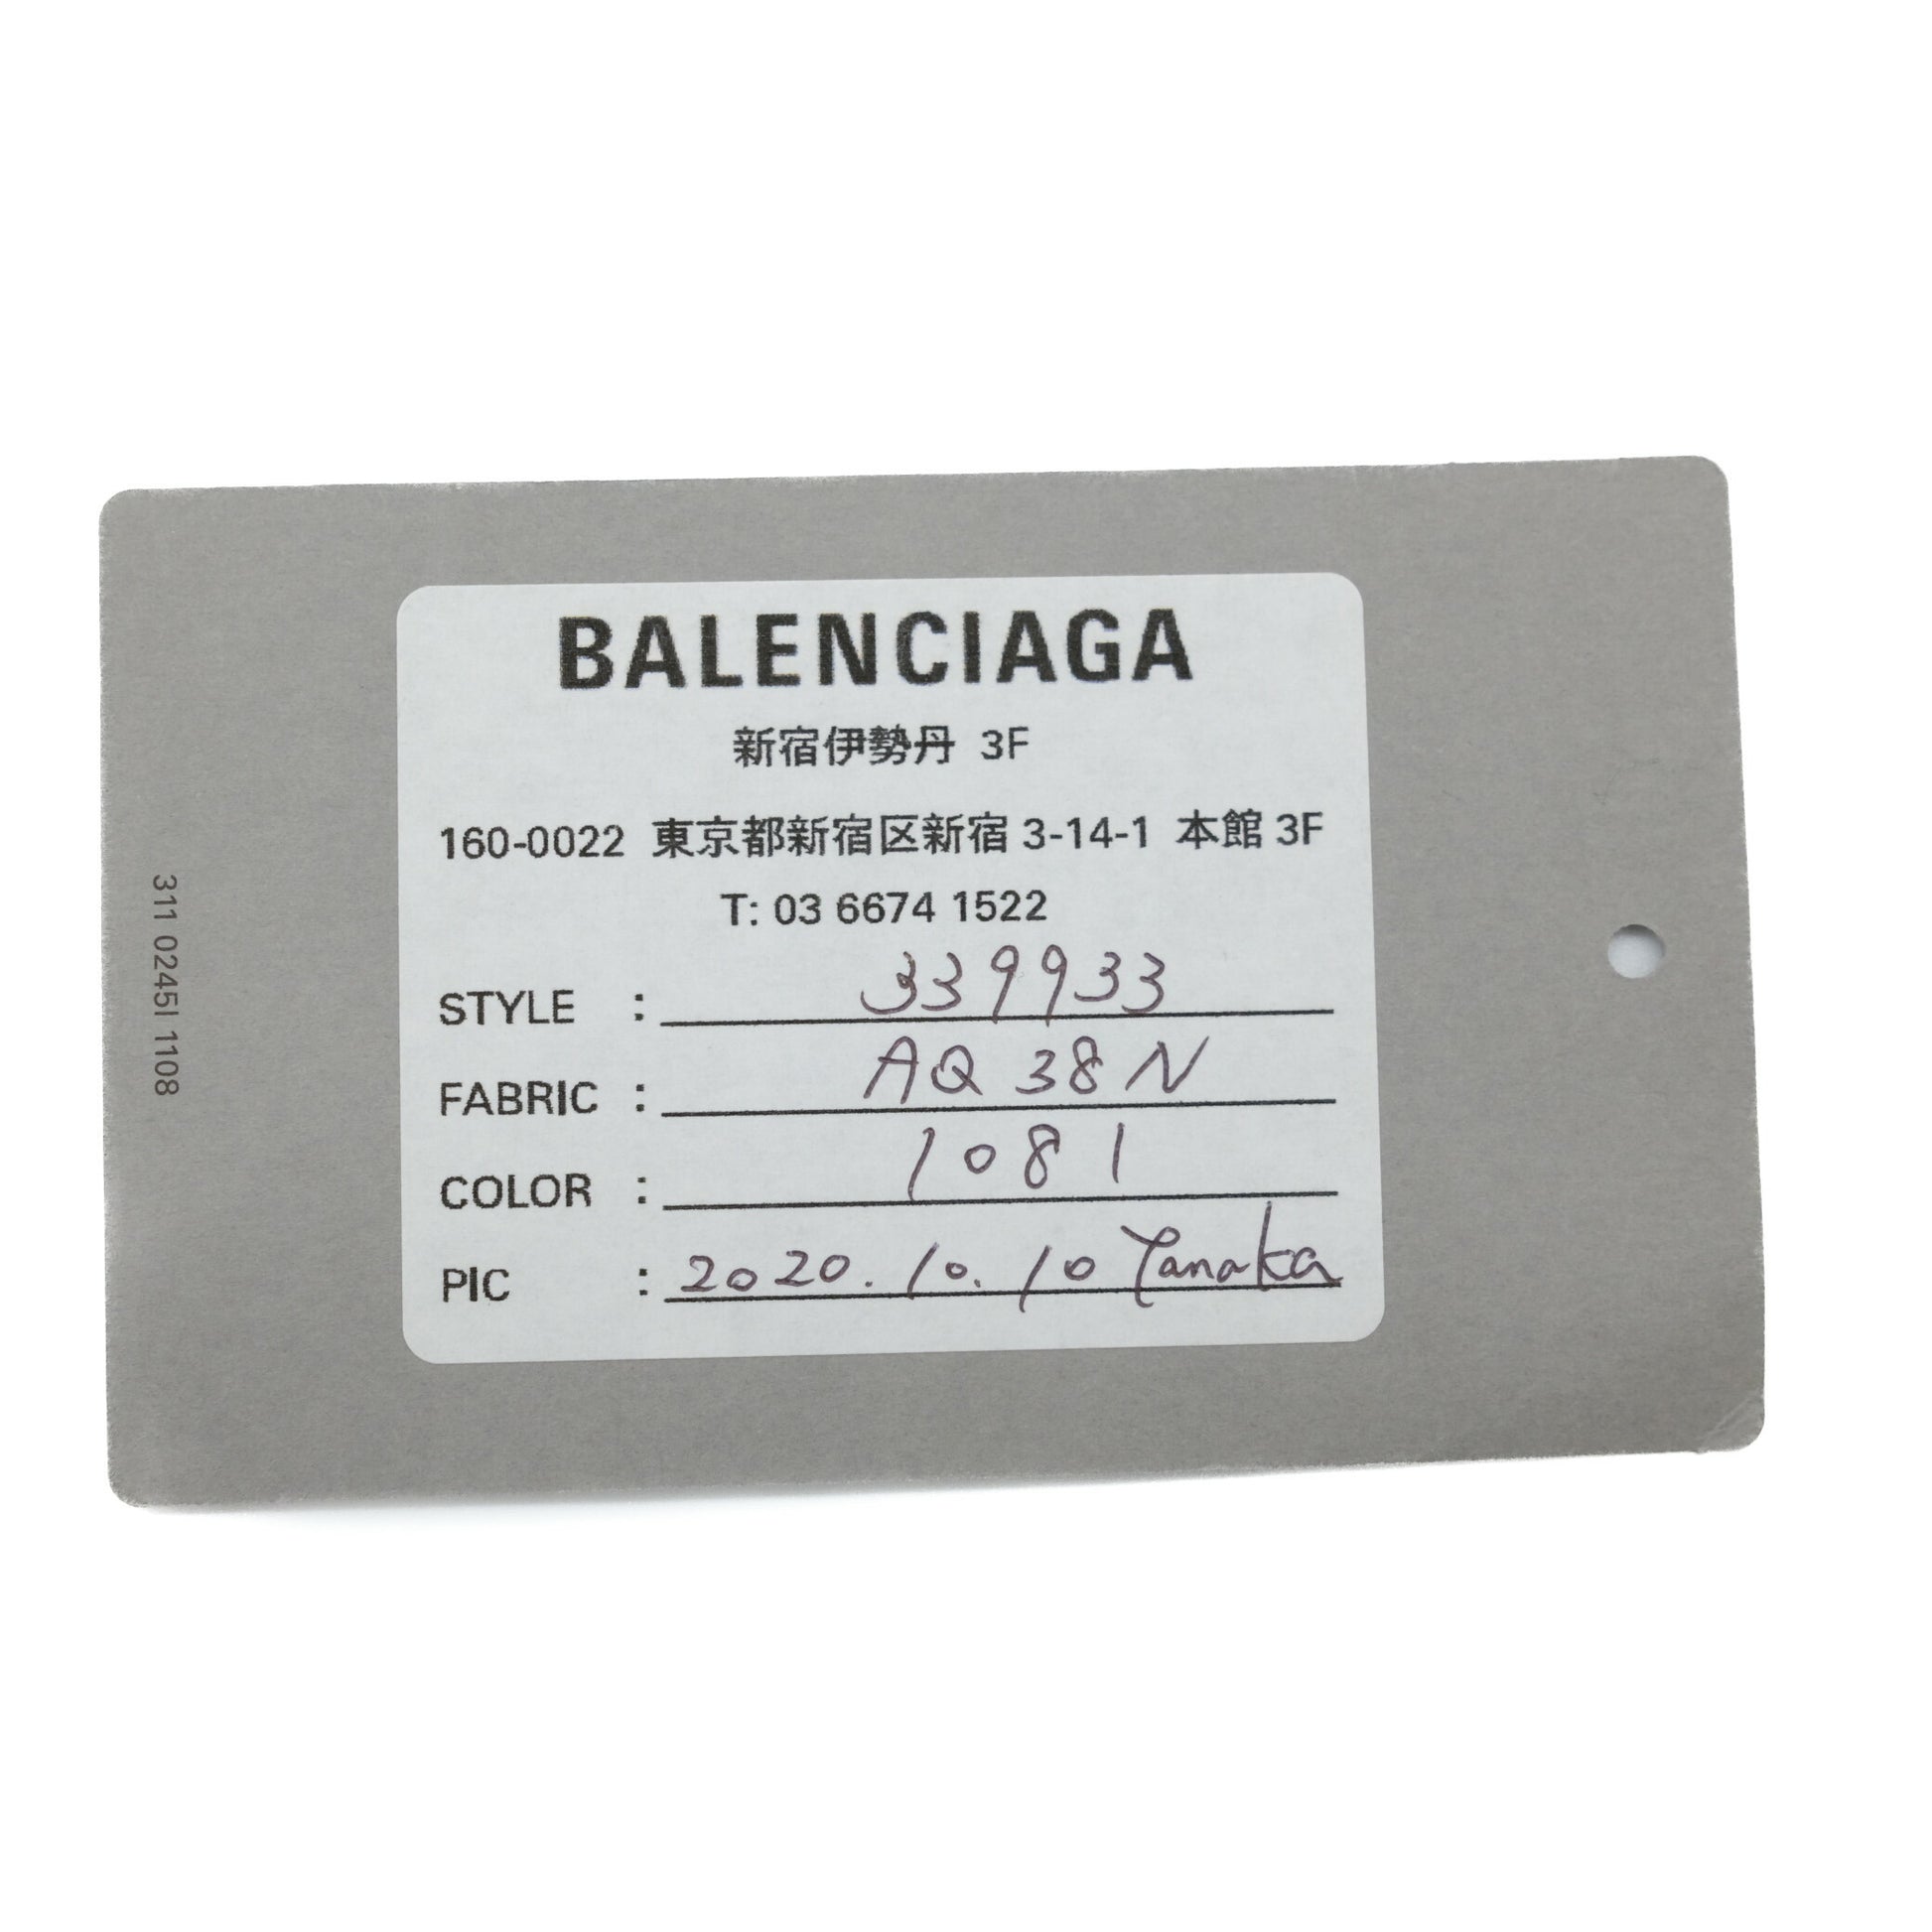 BALENCIAGA
新宿伊勢丹 3F
160-0022 東京都新宿区新宿 3-14-1 本館 3F
T: 03 6674 1522
STYLE : 339933
FABRIC : AQ38N
COLOR : 1081
PIC : 2020.10.10 Tanaka
311 0245I 1108